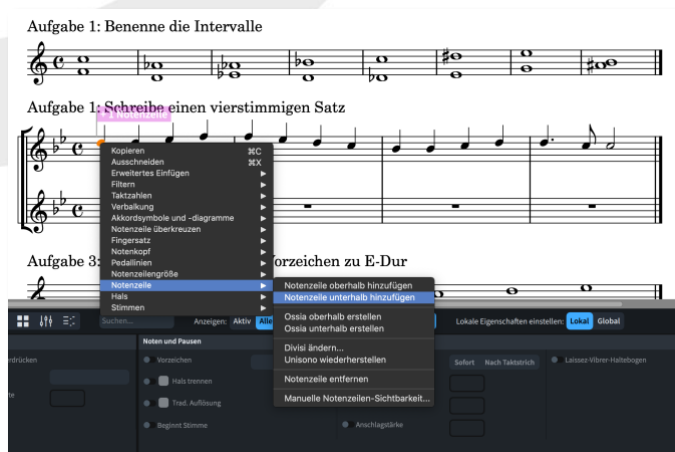 Aufgabe 1: Benenne die Intervalle
Aufgabe 1: Schreibe einen vierstimmigen Satz
+ 1 Notenzeile
Kopieren ⌘C
Ausschneiden ⌘X
Erweitertes Einfügen
Filtern
Taktzahlen
Verbalkung
Akkordsymbole und -diagramme
Notenzeile überkreuzen
Fingersatz
Notenkopf
Pedallinien
Notenzeilengröße
Notenzeile
Hals
Stimmen
Aufgabe 3: orzeichen zu E-Dur
Notenzeile oberhalb hinzufügen
Notenzeile unterhalb hinzufügen
Ossia oberhalb erstellen
Ossia unterhalb erstellen
Divisi ändern...
Unisono wiederherstellen
Notenzeile entfernen
Manuelle Notenzeilen-Sichtbarkeit...
Suchen... Anzeigen: Aktiv Alle Lokale Eigenschaften einstellen: Lokal Global
Noten und Pausen
erdrücken Vorzeichen Sofort Nach Taktstrich Laissez-Vibrer-Haltebogen
Hals trennen
rte Trad. Auflösung
Beginnt Stimme Anschlagstärke